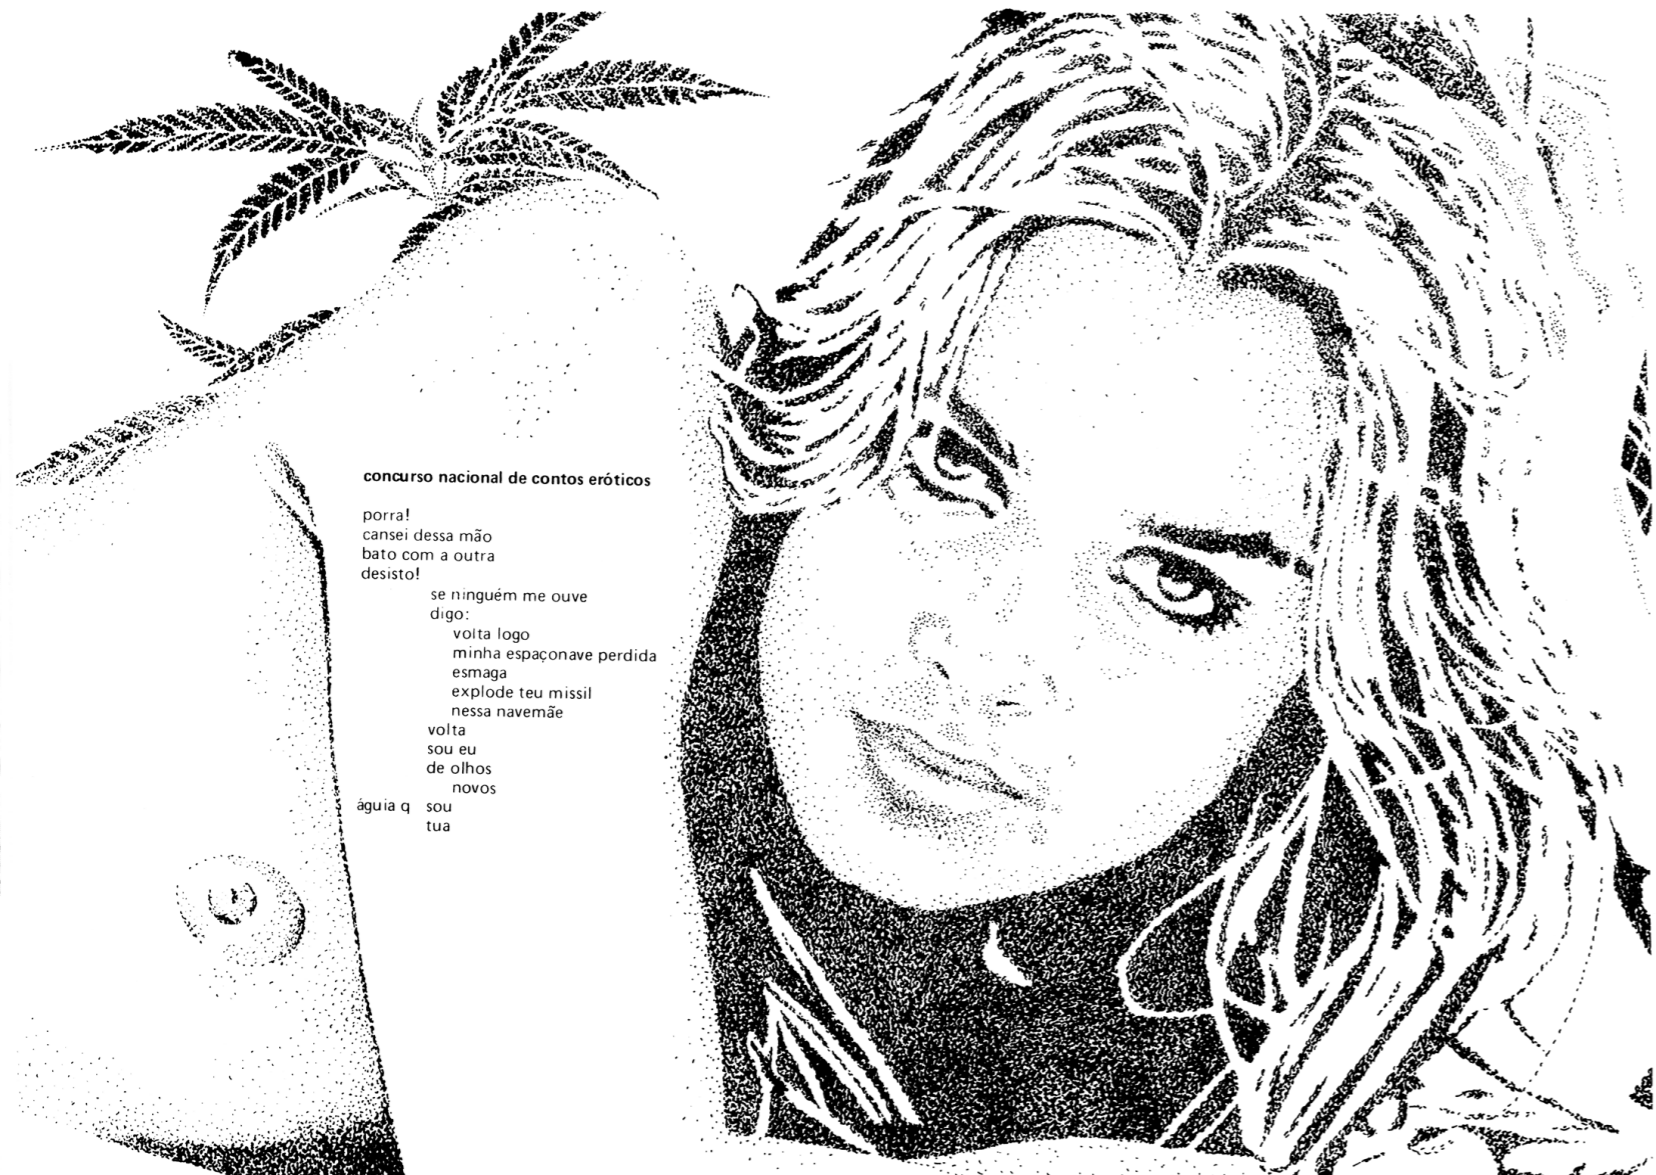 concurso nacional de contos eróticos
porra!
cansei dessa mão
bato com a outra
desisto!
se ninguém me ouve
digo:
volta logo
minha espaçonave perdida
esmaga
explode teu missil
nessa navemãe
volta
sou eu
de olhos
novos
águia q sou
tua